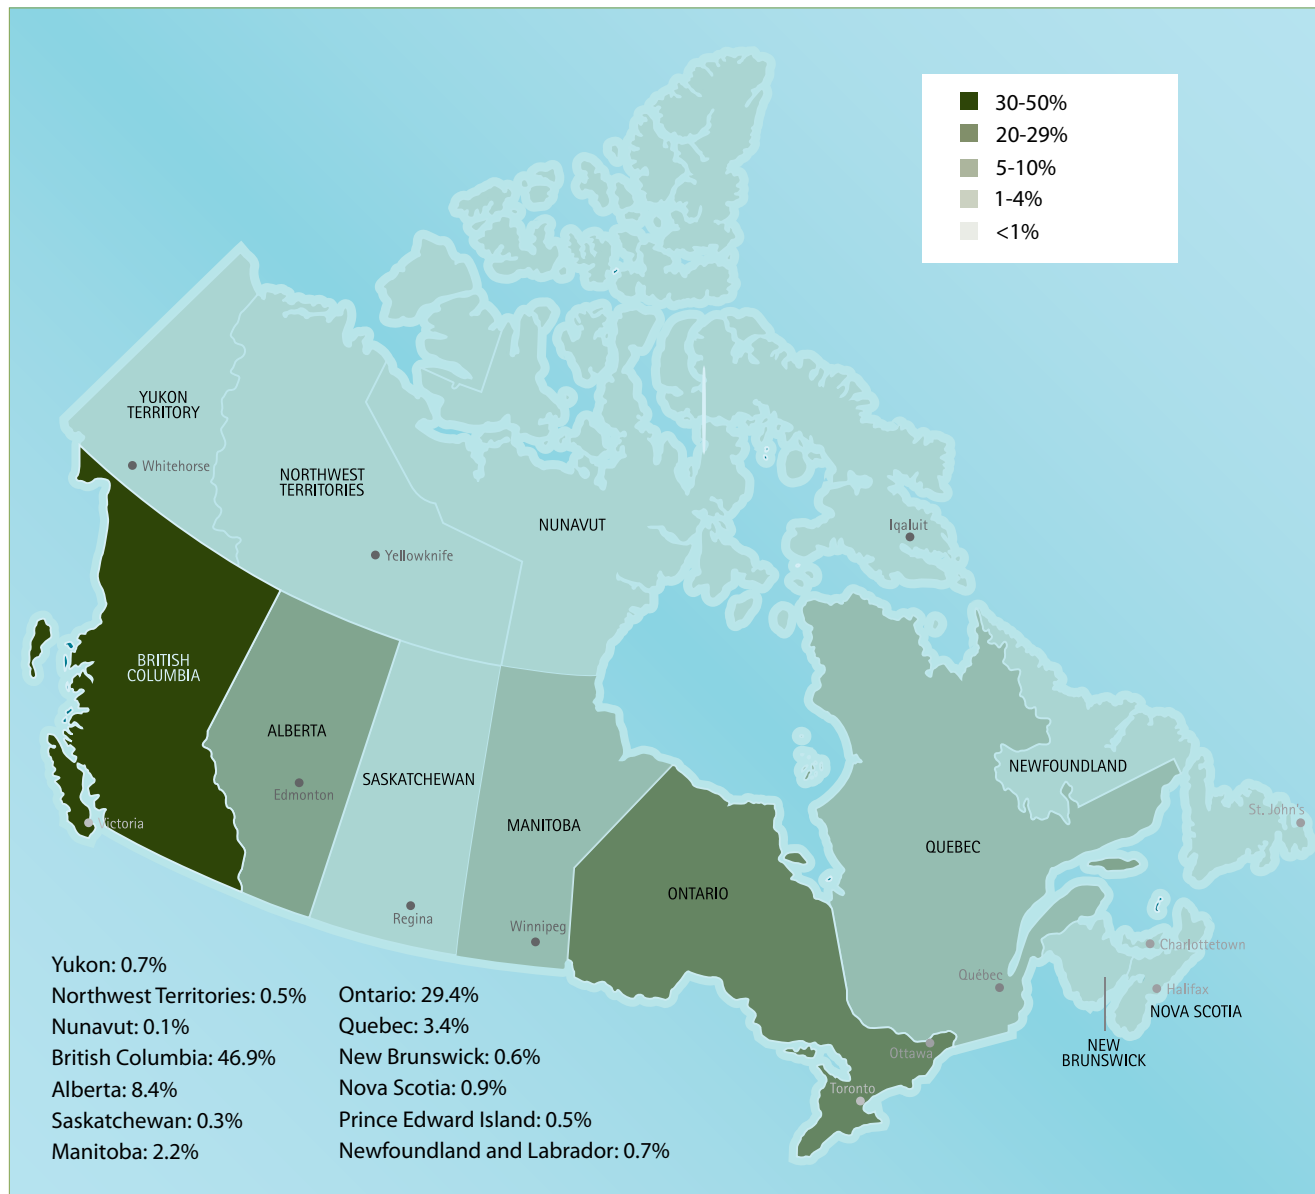 30-50%
20-29%
5-10%
1-4%
<1%
YUKON
TERRITORY
Whitehorse
NORTHWEST
TERRITORIES
Yellowknife
NUNAVUT
Iqaluit
BRITISH
COLUMBIA
Victoria
ALBERTA
Edmonton
SASKATCHEWAN
Regina
MANITOBA
Winnipeg
ONTARIO
Ottawa
Toronto
QUEBEC
Québec
NEWFOUNDLAND
St. John's
Charlottetown
Halifax
NOVA SCOTIA
NEW
BRUNSWICK
Yukon: 0.7%
Northwest Territories: 0.5%
Nunavut: 0.1%
British Columbia: 46.9%
Alberta: 8.4%
Saskatchewan: 0.3%
Manitoba: 2.2%
Ontario: 29.4%
Quebec: 3.4%
New Brunswick: 0.6%
Nova Scotia: 0.9%
Prince Edward Island: 0.5%
Newfoundland and Labrador: 0.7%